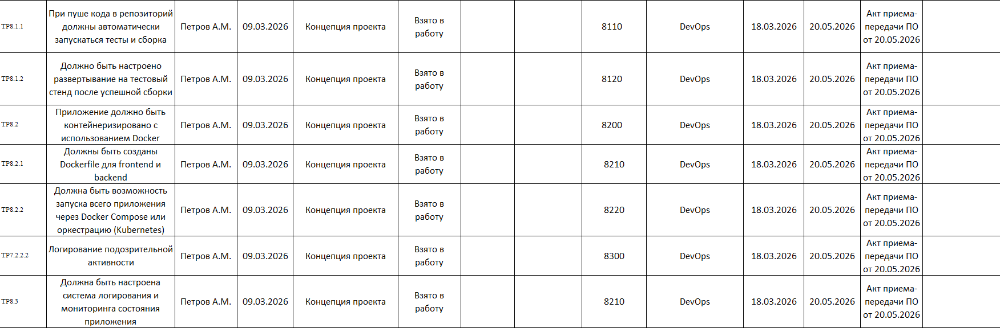 ТР8.1.1
При пуше кода в репозиторий
должны автоматически
запускаться тесты и сборка
Петров А.М.
09.03.2026
Концепция проекта
Взято в
работу
8110
DevOps
18.03.2026
20.05.2026
Акт приема-
передачи ПО
от 20.05.2026
ТР8.1.2
Должно быть настроено
развертывание на тестовый
стенд после успешной сборки
Петров А.М.
09.03.2026
Концепция проекта
Взято в
работу
8120
DevOps
18.03.2026
20.05.2026
Акт приема-
передачи ПО
от 20.05.2026
ТР8.2
Приложение должно быть
контейнеризировано с
использованием Docker
Петров А.М.
09.03.2026
Концепция проекта
Взято в
работу
8200
DevOps
18.03.2026
20.05.2026
Акт приема-
передачи ПО
от 20.05.2026
ТР8.2.1
Должны быть созданы
Dockerfile для frontend и
backend
Петров А.М.
09.03.2026
Концепция проекта
Взято в
работу
8210
DevOps
18.03.2026
20.05.2026
Акт приема-
передачи ПО
от 20.05.2026
ТР8.2.2
Должна быть возможность
запуска всего приложения
через Docker Compose или
оркестрацию (Kubernetes)
Петров А.М.
09.03.2026
Концепция проекта
Взято в
работу
8220
DevOps
18.03.2026
20.05.2026
Акт приема-
передачи ПО
от 20.05.2026
ТР7.2.2.2
Логирование подозрительной
активности
Петров А.М.
09.03.2026
Концепция проекта
Взято в
работу
8300
DevOps
18.03.2026
20.05.2026
Акт приема-
передачи ПО
от 20.05.2026
ТР8.3
Должна быть настроена
система логирования и
мониторинга состояния
приложения
Петров А.М.
09.03.2026
Концепция проекта
Взято в
работу
8210
DevOps
18.03.2026
20.05.2026
Акт приема-
передачи ПО
от 20.05.2026